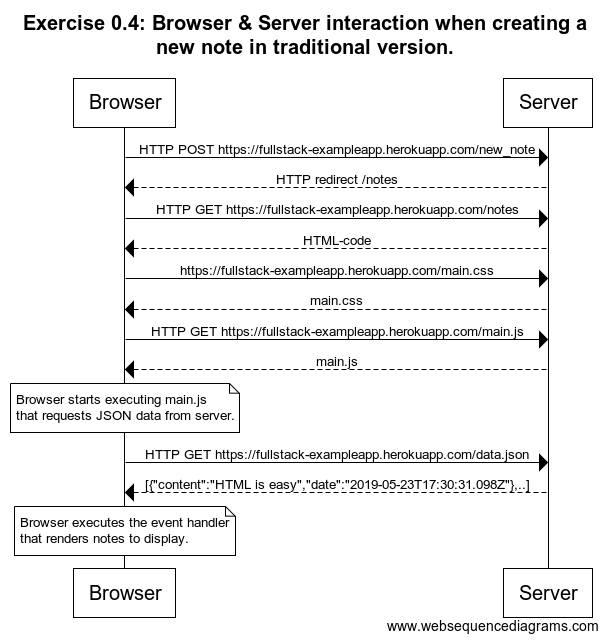 Exercise 0.4: Browser & Server interaction when creating a
new note in traditional version.
Browser
Server
HTTP POST https://fullstack-exampleapp.herokuapp.com/new_note
HTTP redirect /notes
HTTP GET https://fullstack-exampleapp.herokuapp.com/notes
HTML-code
https://fullstack-exampleapp.herokuapp.com/main.css
main.css
HTTP GET https://fullstack-exampleapp.herokuapp.com/main.js
main.js
Browser starts executing main.js
that requests JSON data from server.
HTTP GET https://fullstack-exampleapp.herokuapp.com/data.json
[{"content":"HTML is easy","date":"2019-05-23T17:30:31.098Z"},..]
Browser executes the event handler
that renders notes to display.
Browser
Server
www.websequencediagrams.com